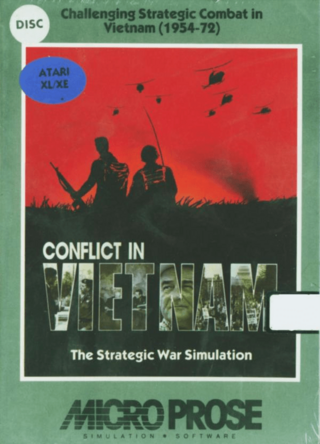 DISC
Challenging Strategic Combat in
Vietnam (1954-72)
ATARI
XL/XE
CONFLICT IN
VIETNAM
The Strategic War Simulation
MICROPROSE
SIMULATION • SOFTWARE